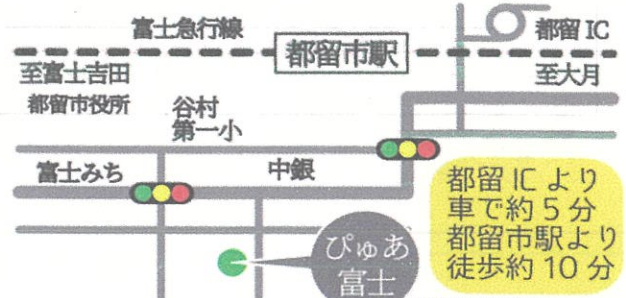 富士急行線
都留IC
都留市駅
至富士吉田
至大月
都留市役所
谷村
第一小
富士みち
中銀
都留ICより
車で約5分
都留市駅より
徒歩約10分
ぴゅあ
富士